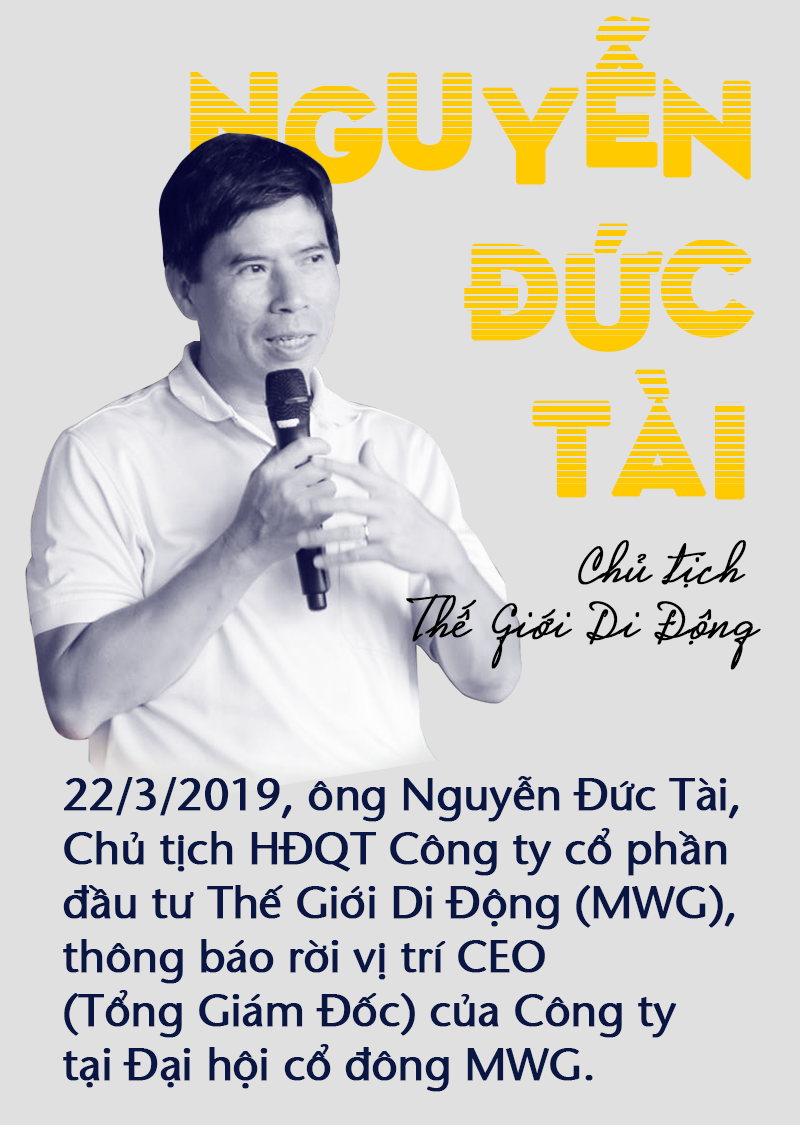 NGUYỄN
ĐỨC
TÀI
Chủ tịch
Thế Giới Di Động
22/3/2019, ông Nguyễn Đức Tài,
Chủ tịch HĐQT Công ty cổ phần
đầu tư Thế Giới Di Động (MWG),
thông báo rời vị trí CEO
(Tổng Giám Đốc) của Công ty
tại Đại hội cổ đông MWG.